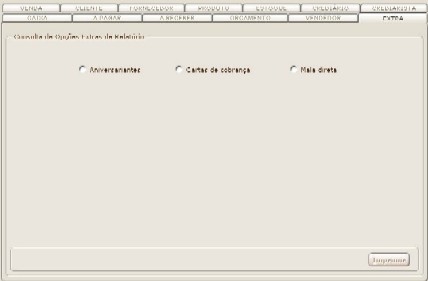 VENDA CLIENTE FORNECEDOR PRODUTO ESTOQUE CREDIÁRIO CREDIARISTA
CAIXA A PAGAR A RECEBER ORÇAMENTO VENDEDOR EXTRA
Consulta de Opções Extras de Relatório
Aniversariantes Cartas de cobrança Mala direta
Imprimir